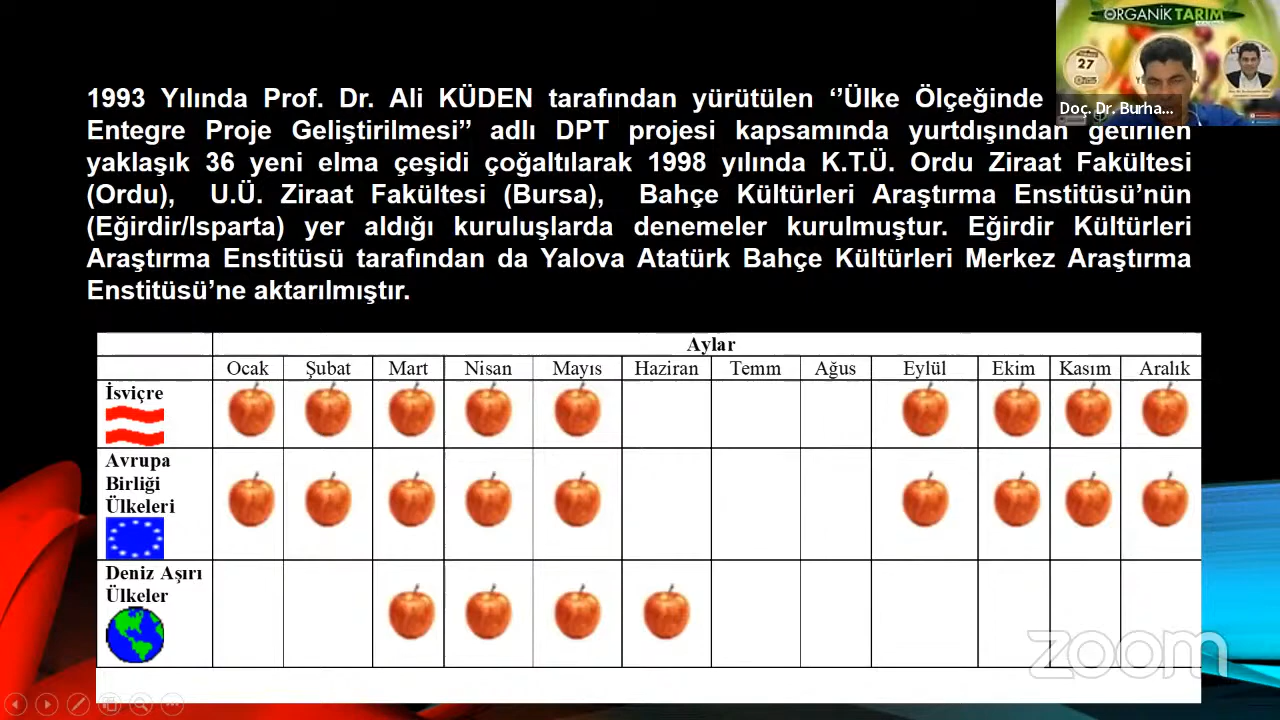 ORGANİK TARIM
27
Doç. Dr. Burha...
1993 Yılında Prof. Dr. Ali KÜDEN tarafından yürütülen ‘’Ülke Ölçeğinde
Entegre Proje Geliştirilmesi” adlı DPT projesi kapsamında yurtdışından getirilen
yaklaşık 36 yeni elma çeşidi çoğaltılarak 1998 yılında K.T.Ü. Ordu Ziraat Fakültesi
(Ordu), U.Ü. Ziraat Fakültesi (Bursa), Bahçe Kültürleri Araştırma Enstitüsü’nün
(Eğirdir/Isparta) yer aldığı kuruluşlarda denemeler kurulmuştur. Eğirdir Kültürleri
Araştırma Enstitüsü tarafından da Yalova Atatürk Bahçe Kültürleri Merkez Araştırma
Enstitüsü’ne aktarılmıştır.
Aylar
Ocak Şubat Mart Nisan Mayıs Haziran Temm Ağus Eylül Ekim Kasım Aralık
İsviçre
Avrupa
Birliği
Ülkeleri
Deniz Aşırı
Ülkeler
zoom